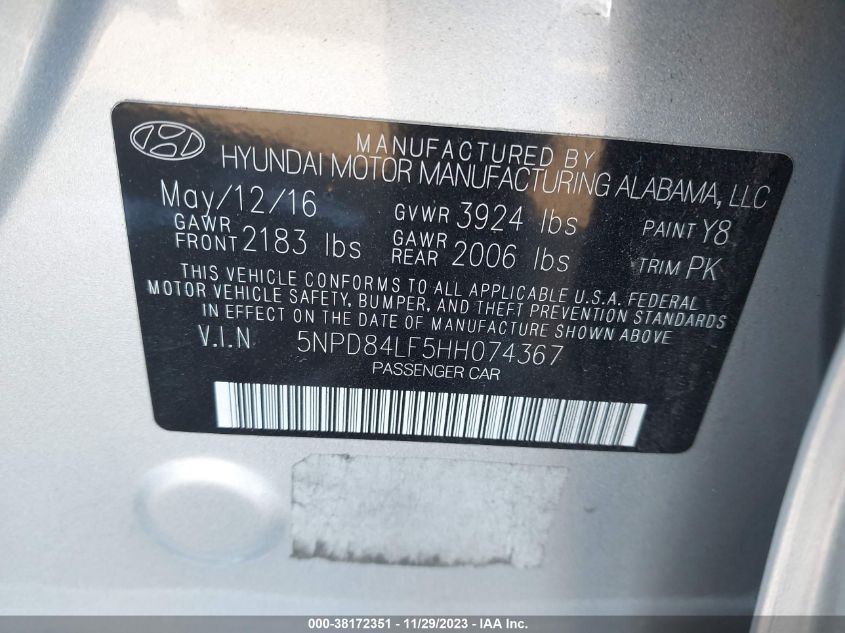 MANUFACTURED BY
HYUNDAI MOTOR MANUFACTURING ALABAMA, LLC
May/12/16 GVWR 3924 lbs PAINT Y8
GAWR FRONT 2183 lbs GAWR REAR 2006 lbs TRIM PK
THIS VEHICLE CONFORMS TO ALL APPLICABLE U.S.A. FEDERAL
MOTOR VEHICLE SAFETY, BUMPER, AND THEFT PREVENTION STANDARDS
IN EFFECT ON THE DATE OF MANUFACTURE SHOWN ABOVE
V.I.N. 5NPD84LF5HH074367
PASSENGER CAR
000-38172351 | 11/29/2023 | IAA Inc.